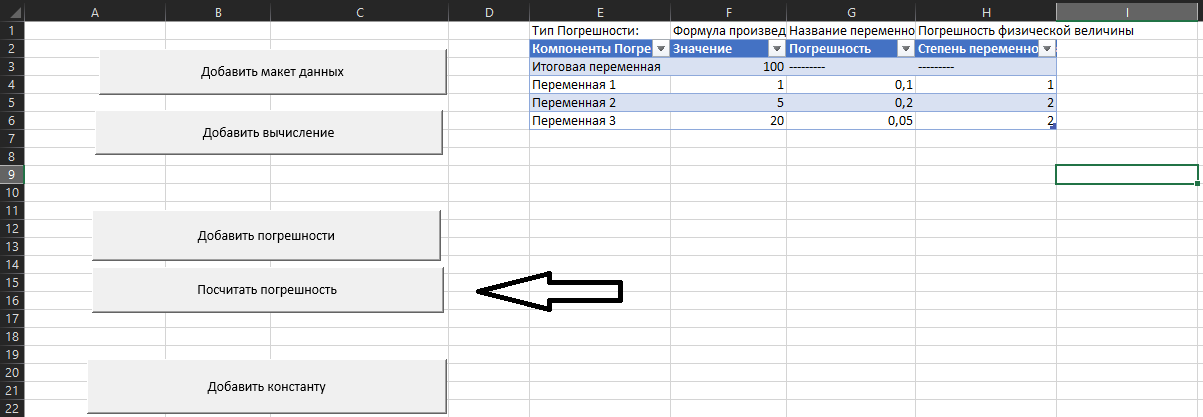 A B C D E F G H I
1 Тип Погрешности: Формула произвед Название переменно Погрешность физической величины
2 Компоненты Погре Значение Погрешность Степень переменно
3 Итоговая переменная 100 --------- ---------
Добавить макет данных
4 Переменная 1 1 0,1 1
5 Переменная 2 5 0,2 2
6 Переменная 3 20 0,05 2
Добавить вычисление
7
8
9
10
11
12
Добавить погрешности
13
14
15
Посчитать погрешность
16
17
18
19
20
Добавить константу
21
22